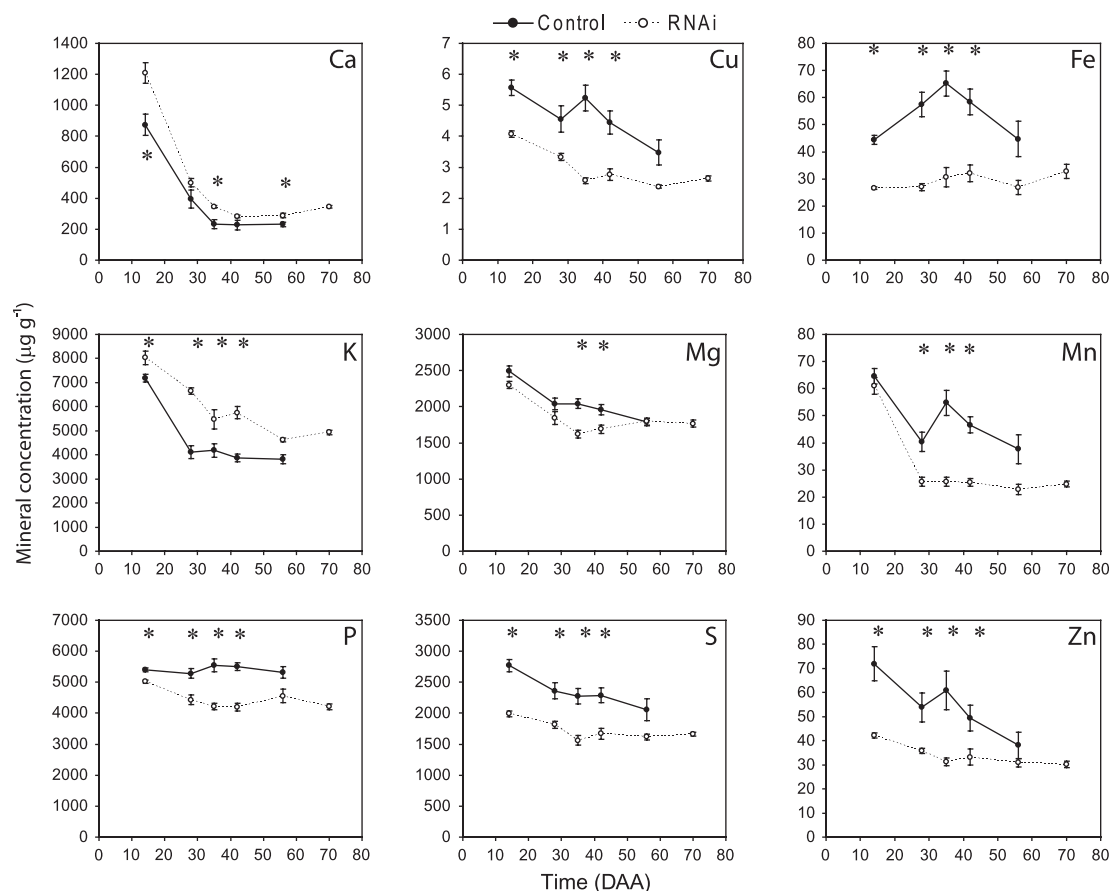 Control RNAi
Ca
1400
1200
1000
800
600
400
200
0
0 10 20 30 40 50 60 70 80
*
*
*
Cu
7
6
5
4
3
2
1
0
0 10 20 30 40 50 60 70 80
* * * *
Fe
80
70
60
50
40
30
20
10
0
0 10 20 30 40 50 60 70 80
* * * *
Mineral concentration (µg g⁻¹)
K
9000
8000
7000
6000
5000
4000
3000
2000
1000
0
0 10 20 30 40 50 60 70 80
* * * *
Mg
3000
2500
2000
1500
1000
500
0
0 10 20 30 40 50 60 70 80
* *
Mn
80
70
60
50
40
30
20
10
0
0 10 20 30 40 50 60 70 80
* * *
P
7000
6000
5000
4000
3000
2000
1000
0
0 10 20 30 40 50 60 70 80
* * * *
S
3500
3000
2500
2000
1500
1000
500
0
0 10 20 30 40 50 60 70 80
* * * *
Zn
90
80
70
60
50
40
30
20
10
0
0 10 20 30 40 50 60 70 80
* * * *
Time (DAA)